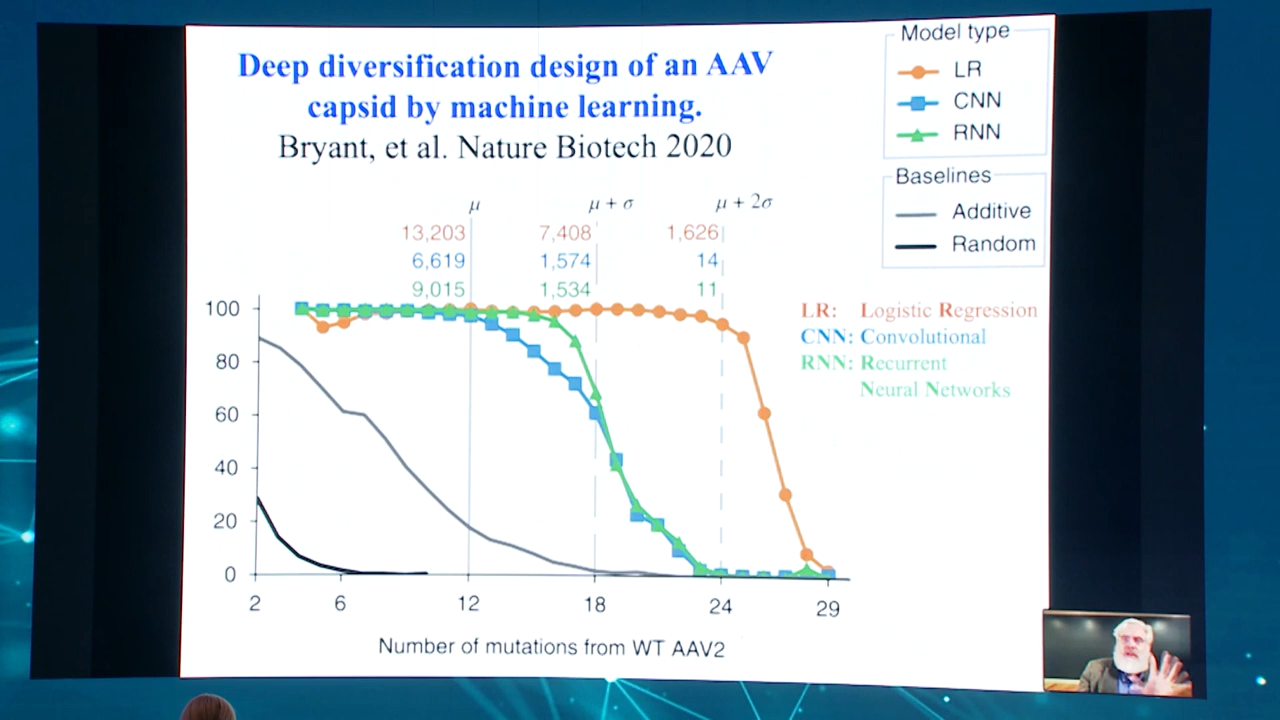 Deep diversification design of an AAV
capsid by machine learning.
Bryant, et al. Nature Biotech 2020
Model type
LR
CNN
RNN
Baselines
Additive
Random
μ
μ + σ
μ + 2σ
13,203
7,408
1,626
6,619
1,574
14
9,015
1,534
11
LR: Logistic Regression
CNN: Convolutional
RNN: Recurrent
Neural Networks
100
80
60
40
20
0
2
6
12
18
24
29
Number of mutations from WT AAV2